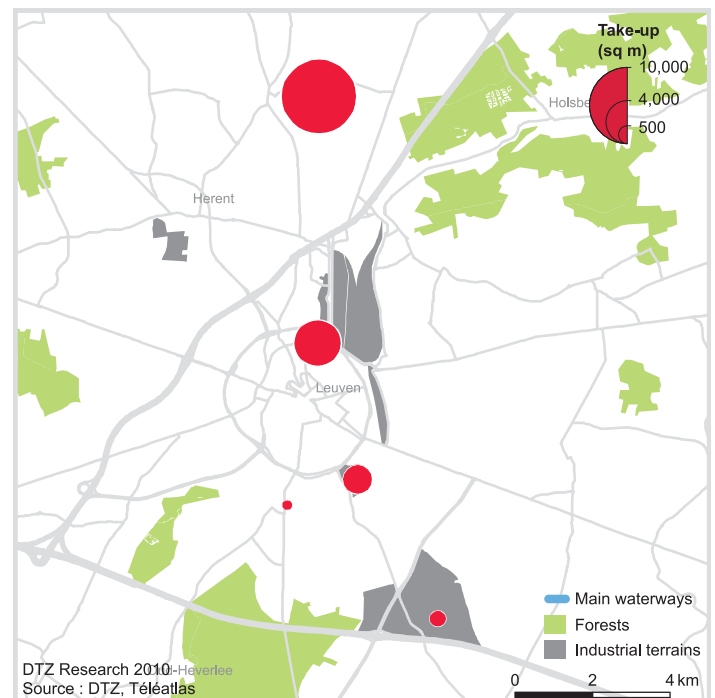 Take-up
(sq m)
10,000
Holsbe
4,000
500
Herent
Leuven
Main waterways
Forests
Industrial terrains
DTZ Research 2010
-Heverlee
Source : DTZ, Téléatlas
0 2 4 km